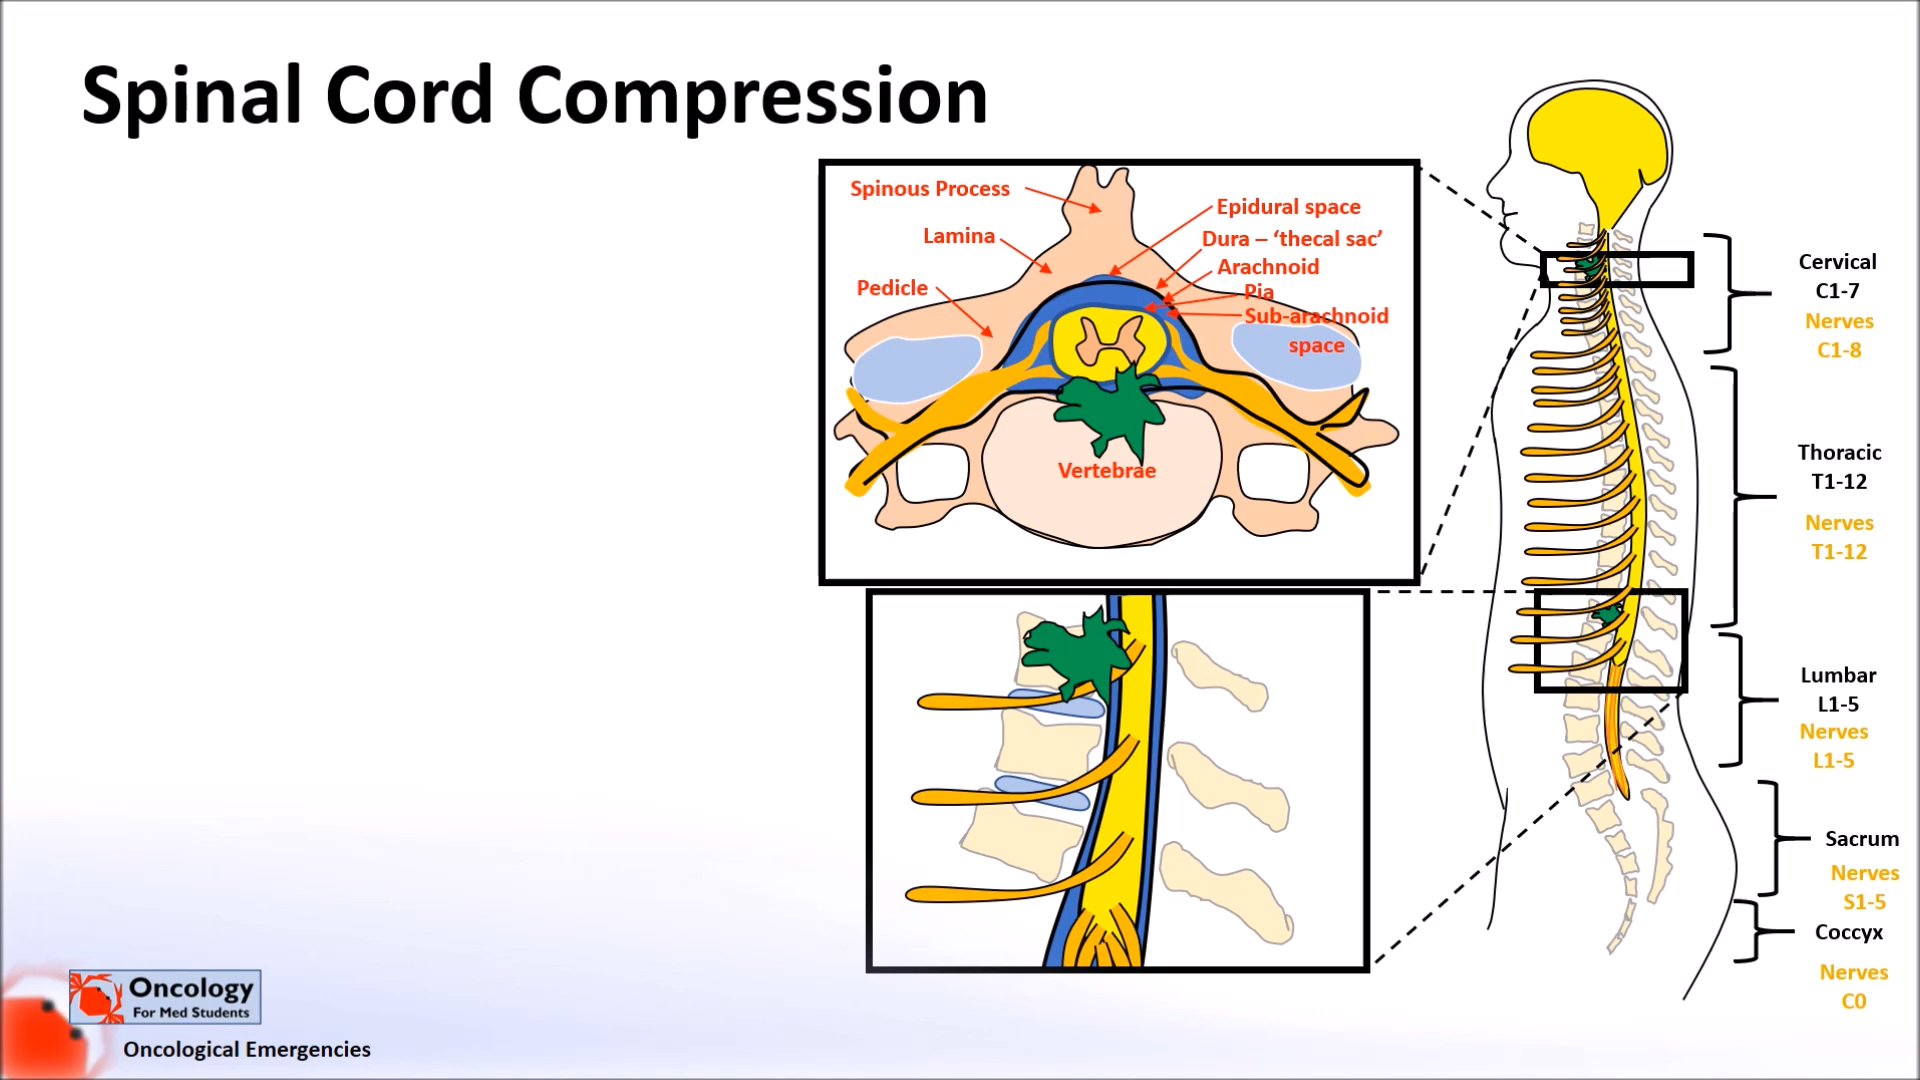 Spinal Cord Compression
Spinous Process
Lamina
Pedicle
Epidural space
Dura – ‘thecal sac’
Arachnoid
Pia
Sub-arachnoid
space
Vertebrae
Cervical
C1-7
Nerves
C1-8
Thoracic
T1-12
Nerves
T1-12
Lumbar
L1-5
Nerves
L1-5
Sacrum
Nerves
S1-5
Coccyx
Nerves
C0
Oncology
For Med Students
Oncological Emergencies